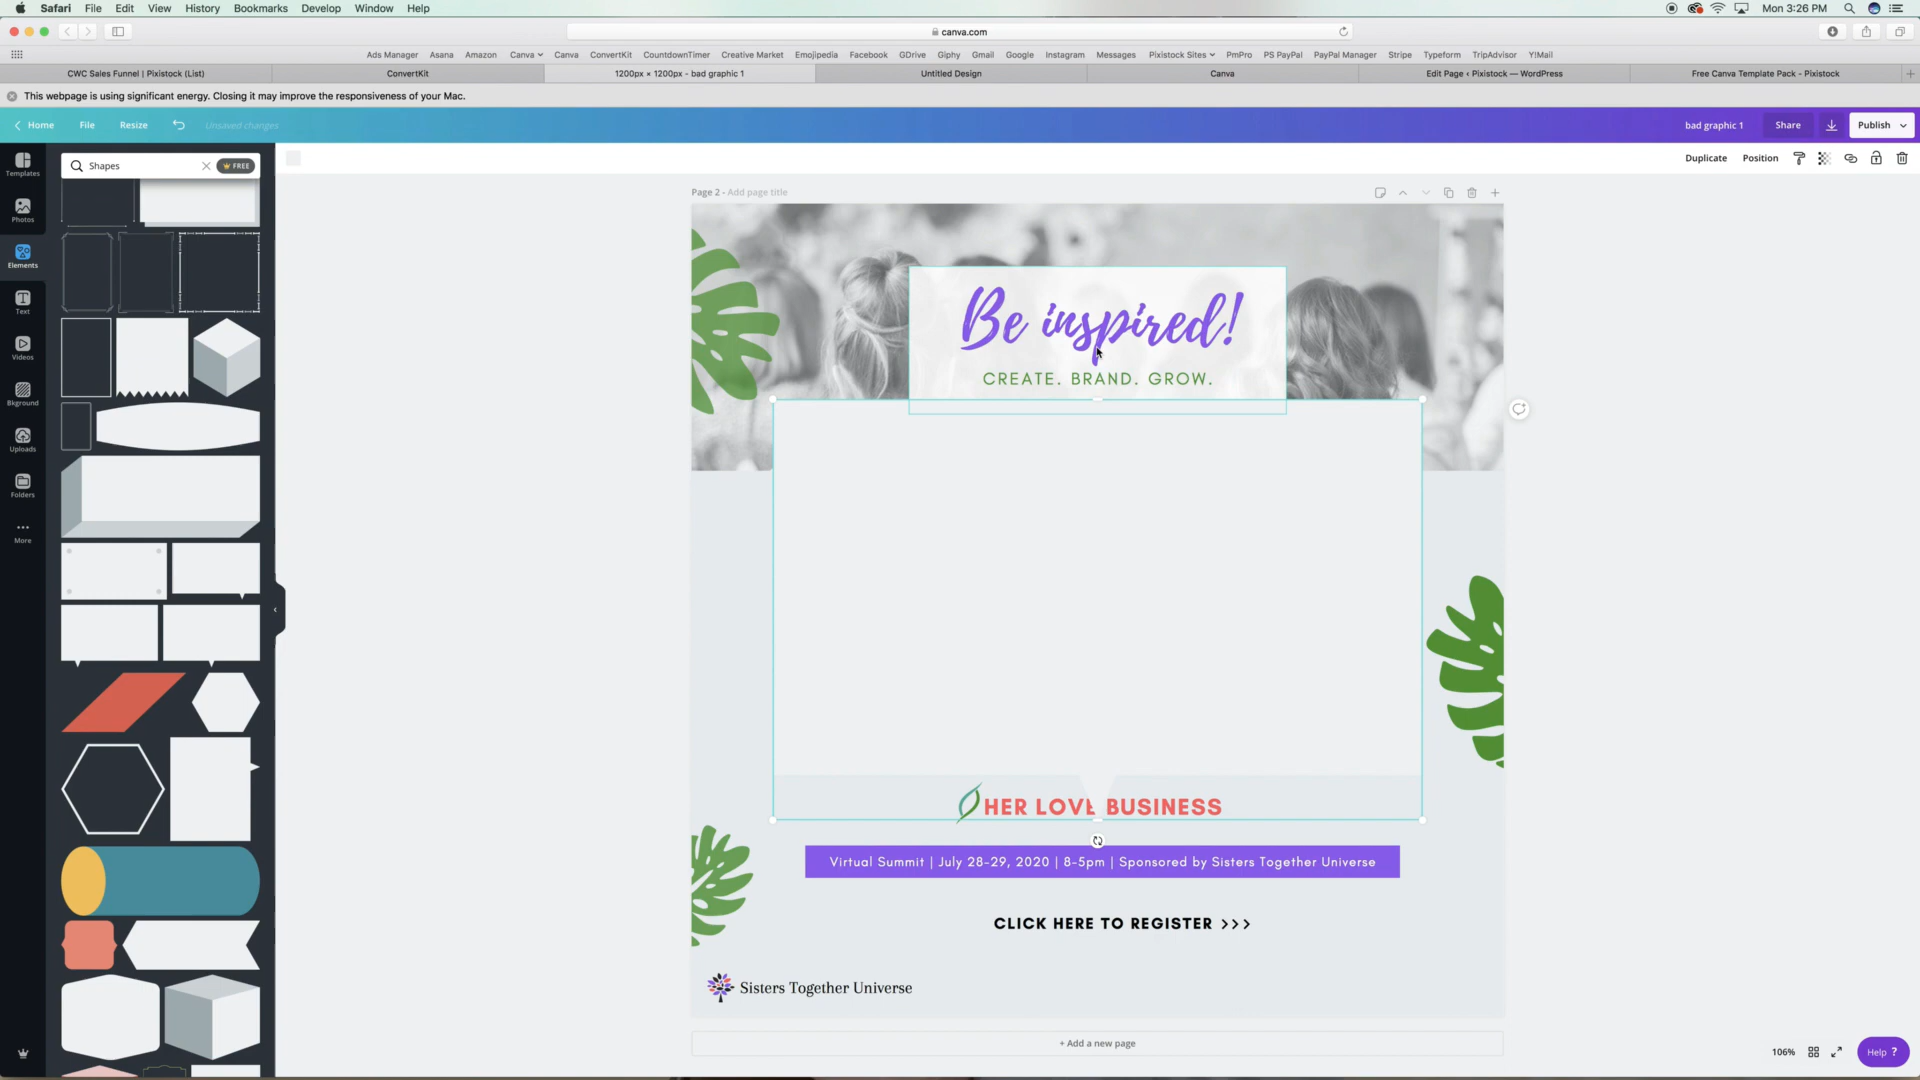 Safari File Edit View History Bookmarks Develop Window Help Mon 3:26 PM
canva.com
Ads Manager Asana Amazon Canva Canva ConvertKit CountdownTimer Creative Market Emojipedia Facebook GDrive Giphy Gmail Google Instagram Messages Pixistock Sites PmPro PS PayPal PayPal Manager Stripe Typeform TripAdvisor Y!Mail
CWC Sales Funnel | Pixistock (List) ConvertKit 1200px × 1200px - bad graphic 1 Untitled Design Canva Edit Page ‹ Pixistock — WordPress Free Canva Template Pack - Pixistock
This webpage is using significant energy. Closing it may improve the responsiveness of your Mac.
Home File Resize Unsaved changes bad graphic 1 Share Publish
Shapes FREE
Duplicate Position
Templates
Photos
Elements
Text
Videos
Bkground
Uploads
Folders
More
Page 2 - Add page title
Be inspired!
CREATE. BRAND. GROW.
HER LOVE BUSINESS
Virtual Summit | July 28-29, 2020 | 8-5pm | Sponsored by Sisters Together Universe
CLICK HERE TO REGISTER >>>
Sisters Together Universe
+ Add a new page
106%
Help ?